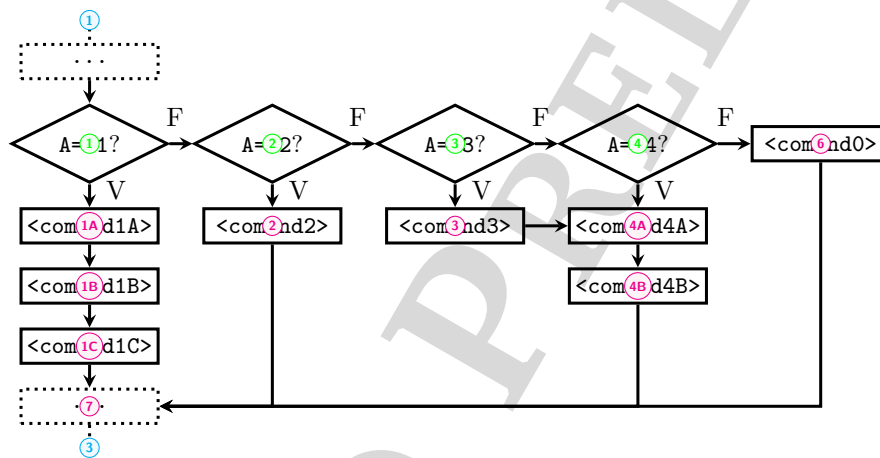 1
...
A= 1 1?
F
A= 2 2?
F
A= 3 3?
F
A= 4 4?
F
<com 6 nd0>
V
V
V
V
<com 1A d1A>
<com 2 nd2>
<com 3 nd3>
<com 4A d4A>
<com 1B d1B>
<com 4B d4B>
<com 1C d1C>
7
3
PREL